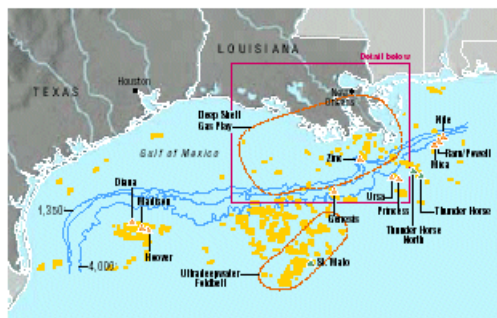 LOUISIANA
Detail below
TEXAS
Houston
New
Orleans
Deep Shelf
Gas Play
Nile
Gulf of Mexico
Zinc
Ram/Powell
Mica
Diana
Ursa
1,350
Madison
Genesis
Princess
Thunder Horse
Thunder Horse
North
Hoover
4,000
St. Malo
Ultradeepwater
Foldbelt